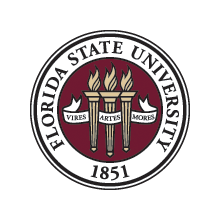 FLORIDA STATE UNIVERSITY
VIRES ARTES MORES
1851